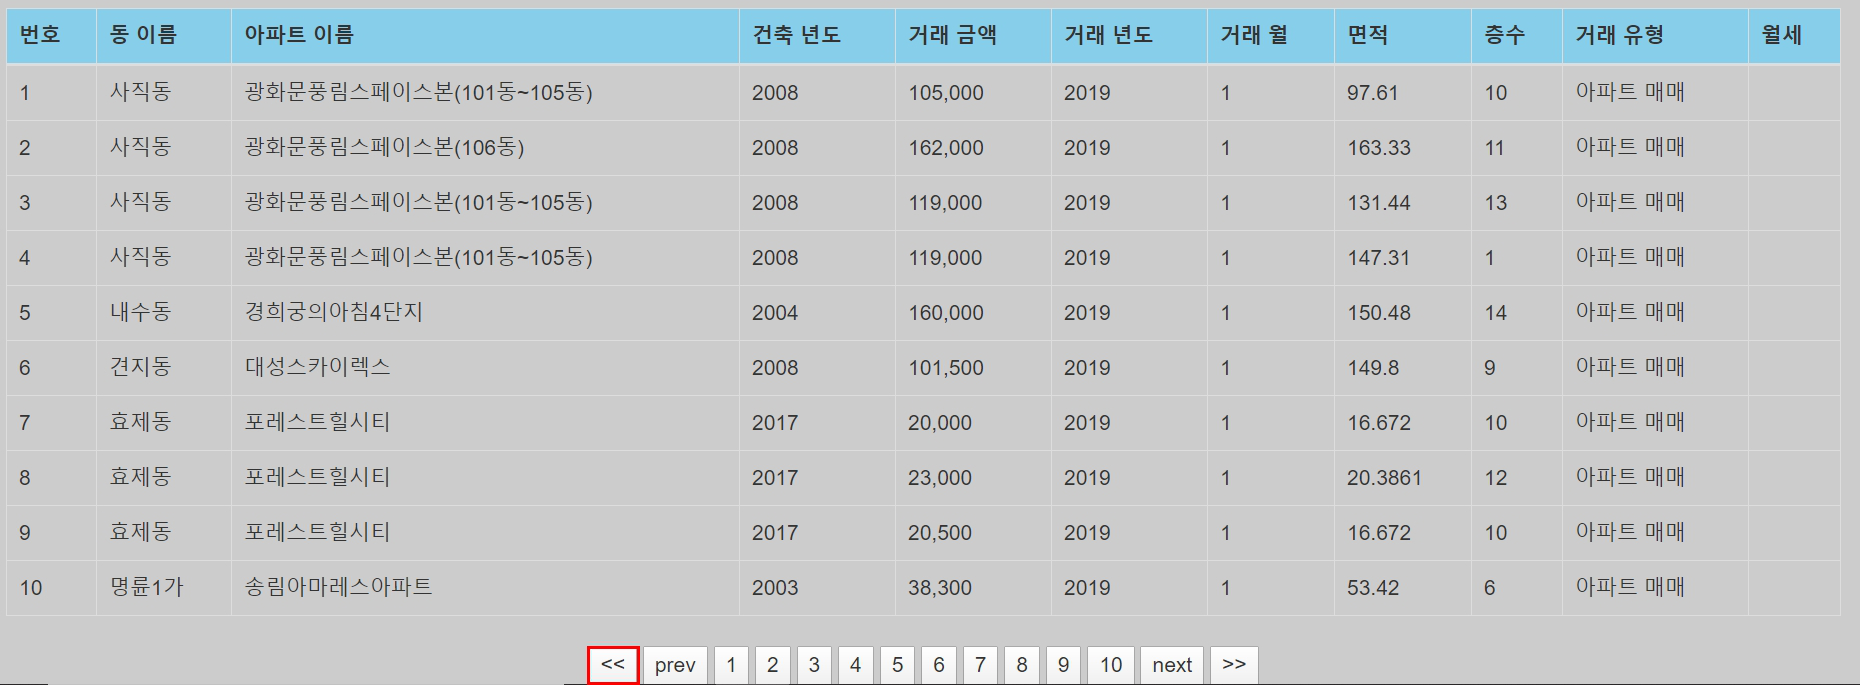 번호 동 이름 아파트 이름 건축 년도 거래 금액 거래 년도 거래 월 면적 층수 거래 유형 월세
1 사직동 광화문풍림스페이스본(101동~105동) 2008 105,000 2019 1 97.61 10 아파트 매매
2 사직동 광화문풍림스페이스본(106동) 2008 162,000 2019 1 163.33 11 아파트 매매
3 사직동 광화문풍림스페이스본(101동~105동) 2008 119,000 2019 1 131.44 13 아파트 매매
4 사직동 광화문풍림스페이스본(101동~105동) 2008 119,000 2019 1 147.31 1 아파트 매매
5 내수동 경희궁의아침4단지 2004 160,000 2019 1 150.48 14 아파트 매매
6 견지동 대성스카이렉스 2008 101,500 2019 1 149.8 9 아파트 매매
7 효제동 포레스트힐시티 2017 20,000 2019 1 16.672 10 아파트 매매
8 효제동 포레스트힐시티 2017 23,000 2019 1 20.3861 12 아파트 매매
9 효제동 포레스트힐시티 2017 20,500 2019 1 16.672 10 아파트 매매
10 명륜1가 송림아마레스아파트 2003 38,300 2019 1 53.42 6 아파트 매매
<< prev 1 2 3 4 5 6 7 8 9 10 next >>